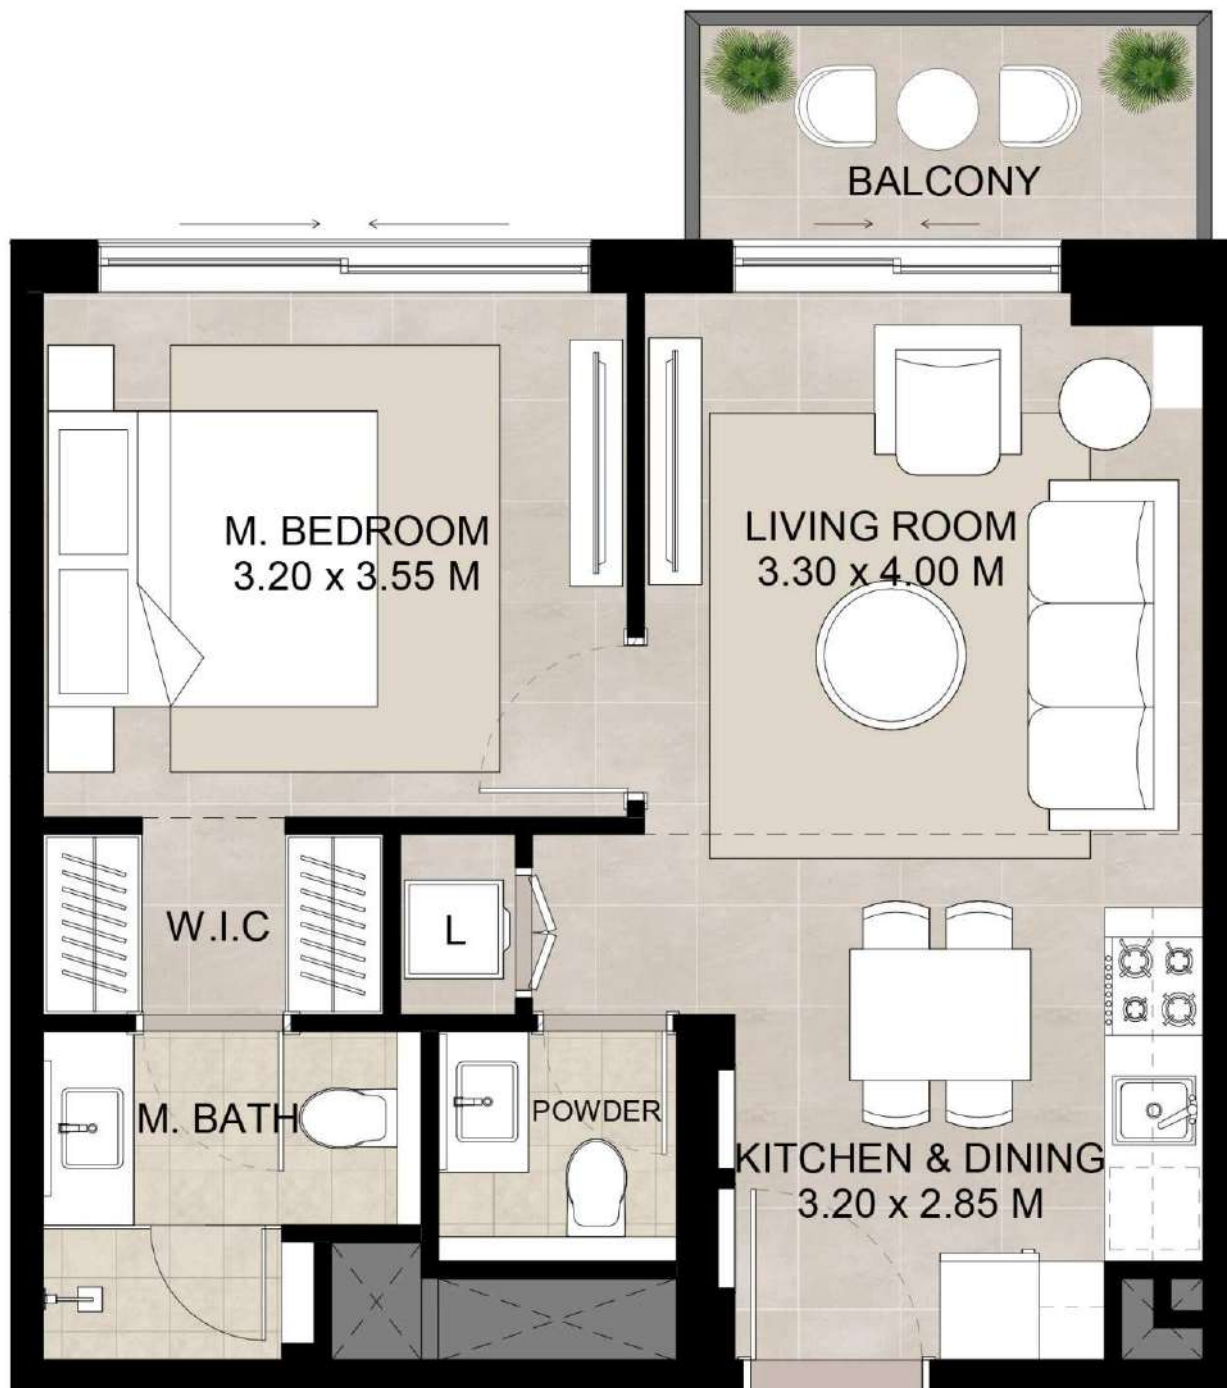 BALCONY
M. BEDROOM
3.20 x 3.55 M
LIVING ROOM
3.30 x 4.00 M
W.I.C
L
M. BATH
POWDER
KITCHEN & DINING
3.20 x 2.85 M